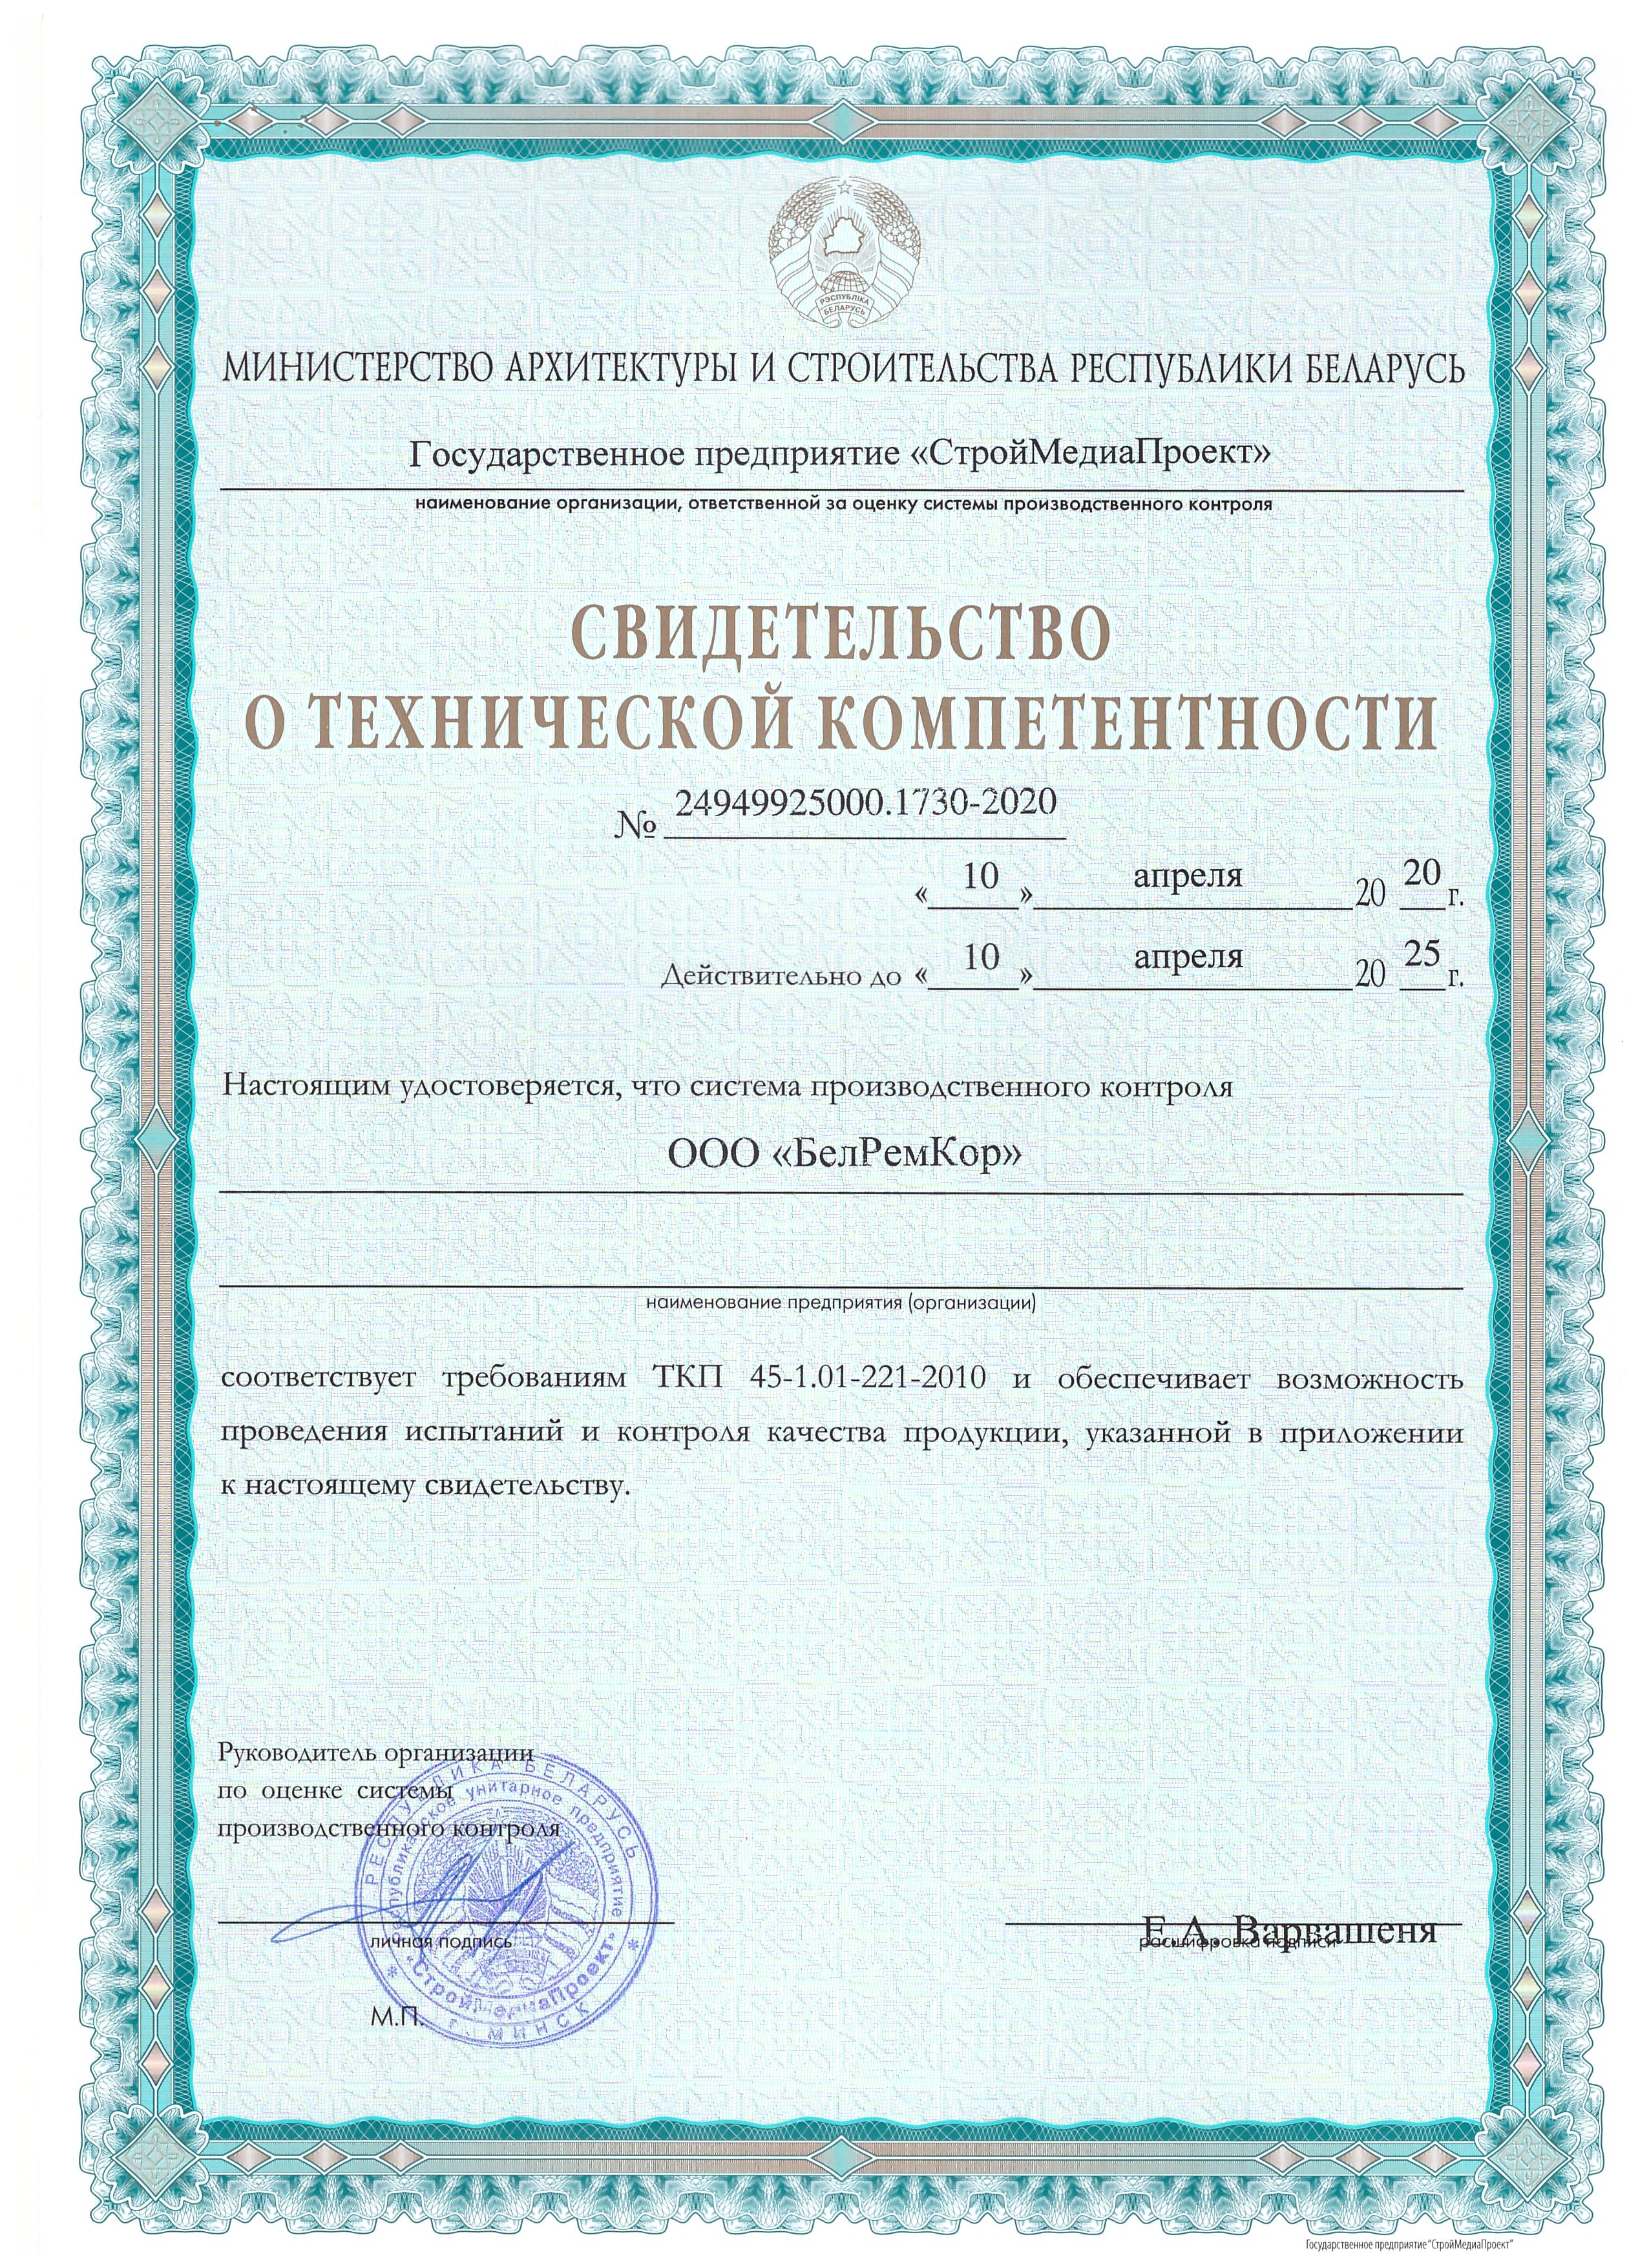 РЭСПУБЛІКА
БЕЛАРУСЬ
МИНИСТЕРСТВО АРХИТЕКТУРЫ И СТРОИТЕЛЬСТВА РЕСПУБЛИКИ БЕЛАРУСЬ
Государственное предприятие «СтройМедиаПроект»
наименование организации, ответственной за оценку системы производственного контроля
СВИДЕТЕЛЬСТВО
О ТЕХНИЧЕСКОЙ КОМПЕТЕНТНОСТИ
№ 24949925000.1730-2020
« 10 » апреля 20 20 г.
Действительно до « 10 » апреля 20 25 г.
Настоящим удостоверяется, что система производственного контроля
ООО «БелРемКор»
наименование предприятия (организации)
соответствует требованиям ТКП 45-1.01-221-2010 и обеспечивает возможность
проведения испытаний и контроля качества продукции, указанной в приложении
к настоящему свидетельству.
Руководитель организации
по оценке системы
производственного контроля
РЕСПУБЛИКА БЕЛАРУСЬ
унитарное предприятие
«СтройМедиаПроект»
г. МИНСК
личная подпись
Е.А. Варвашеня
расшифровка подписи
М.П.
Государственное предприятие "СтройМедиаПроект"